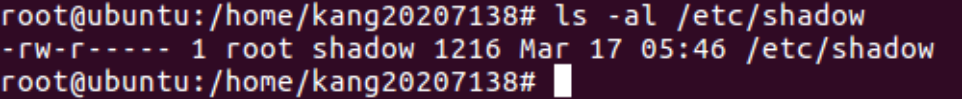 root@ubuntu:/home/kang20207138# ls -al /etc/shadow
-rw-r----- 1 root shadow 1216 Mar 17 05:46 /etc/shadow
root@ubuntu:/home/kang20207138#